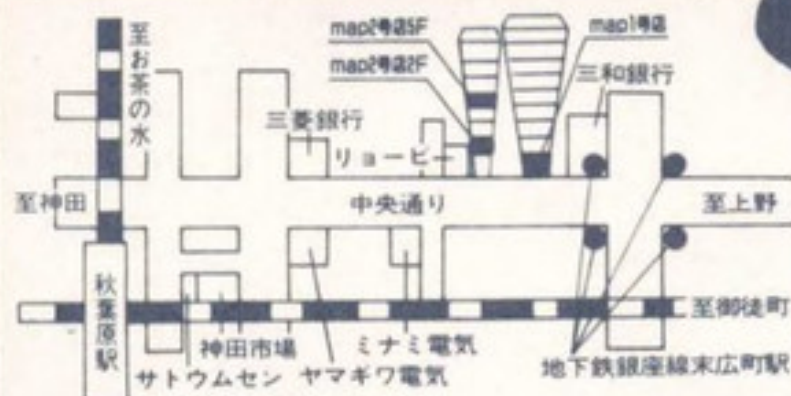 至お茶の水
map2号店5F
map2号店2F
map1号店
三和銀行
三菱銀行
リョービ
至神田
中央通り
至上野
秋葉原駅
至御徒町
神田市場
ミナミ電気
サトウムセン
ヤマギワ電気
地下鉄銀座線末広町駅